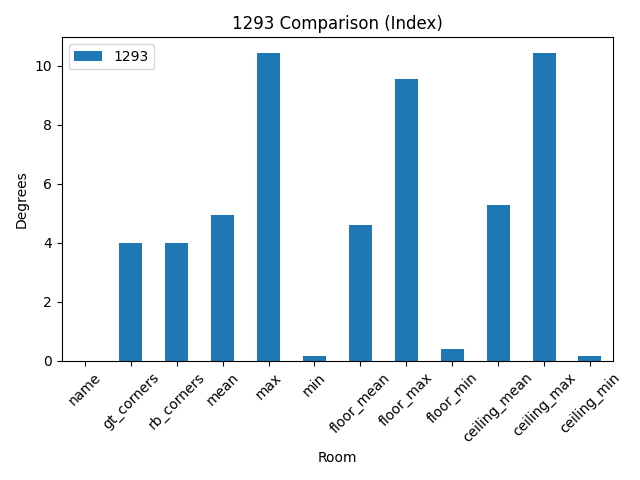 1293 Comparison (Index)
1293
Degrees
10
8
6
4
2
0
name
gt_corners
rb_corners
mean
max
min
floor_mean
floor_max
floor_min
ceiling_mean
ceiling_max
ceiling_min
Room